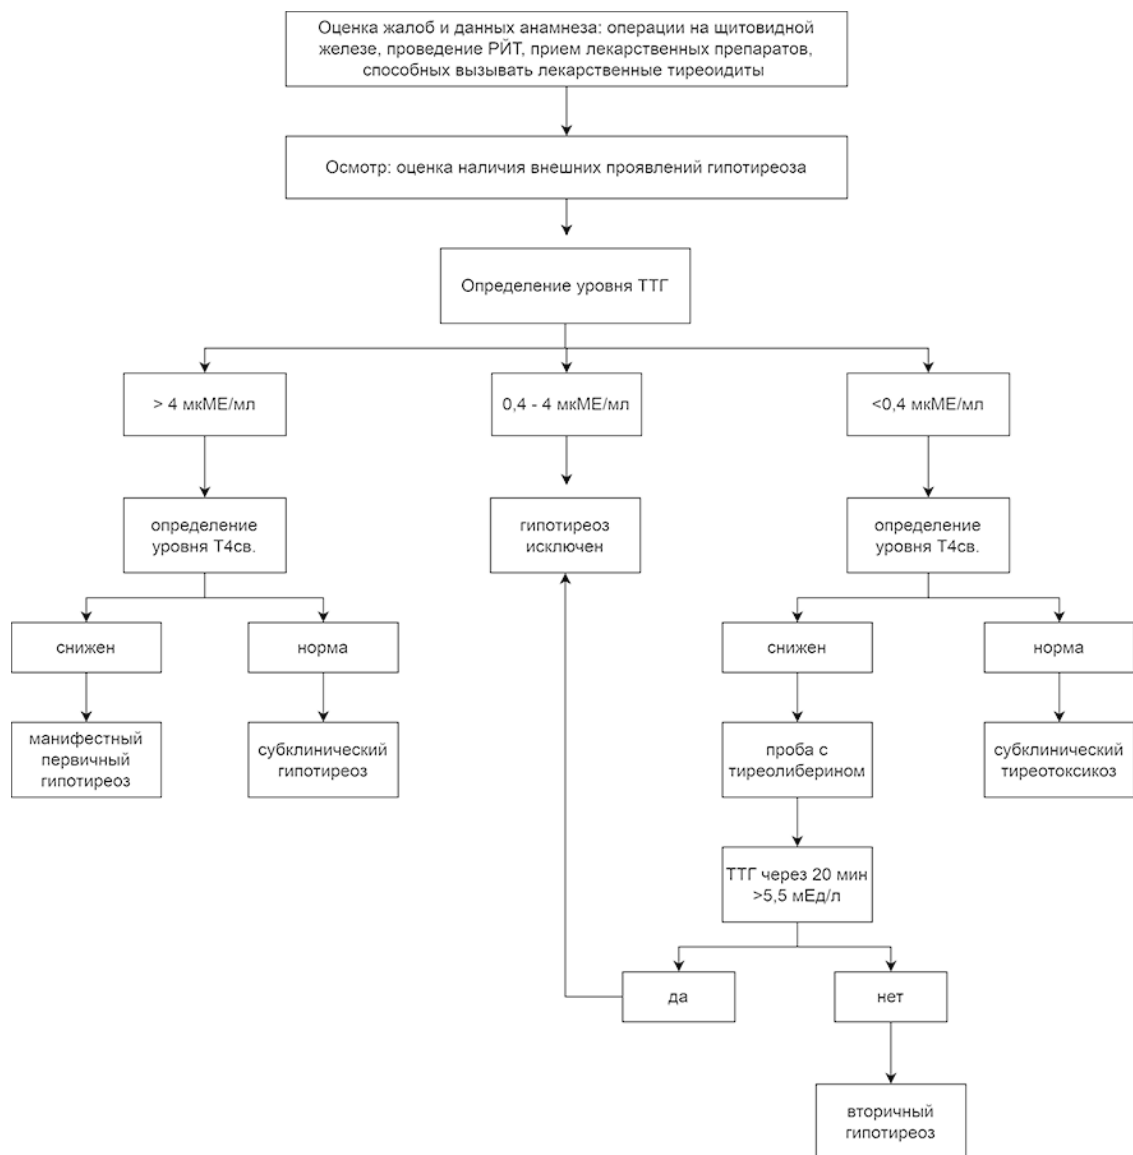 Оценка жалоб и данных анамнеза: операции на щитовидной
железе, проведение РЙТ, прием лекарственных препаратов,
способных вызывать лекарственные тиреоидиты
Осмотр: оценка наличия внешних проявлений гипотиреоза
Определение уровня ТТГ
> 4 мкМЕ/мл
0,4 - 4 мкМЕ/мл
<0,4 мкМЕ/мл
определение
уровня Т4св.
гипотиреоз
исключен
определение
уровня Т4св.
снижен
норма
снижен
норма
манифестный
первичный
гипотиреоз
субклинический
гипотиреоз
проба с
тиреолиберином
субклинический
тиреотоксикоз
ТТГ через 20 мин
>5,5 мЕд/л
да
нет
вторичный
гипотиреоз